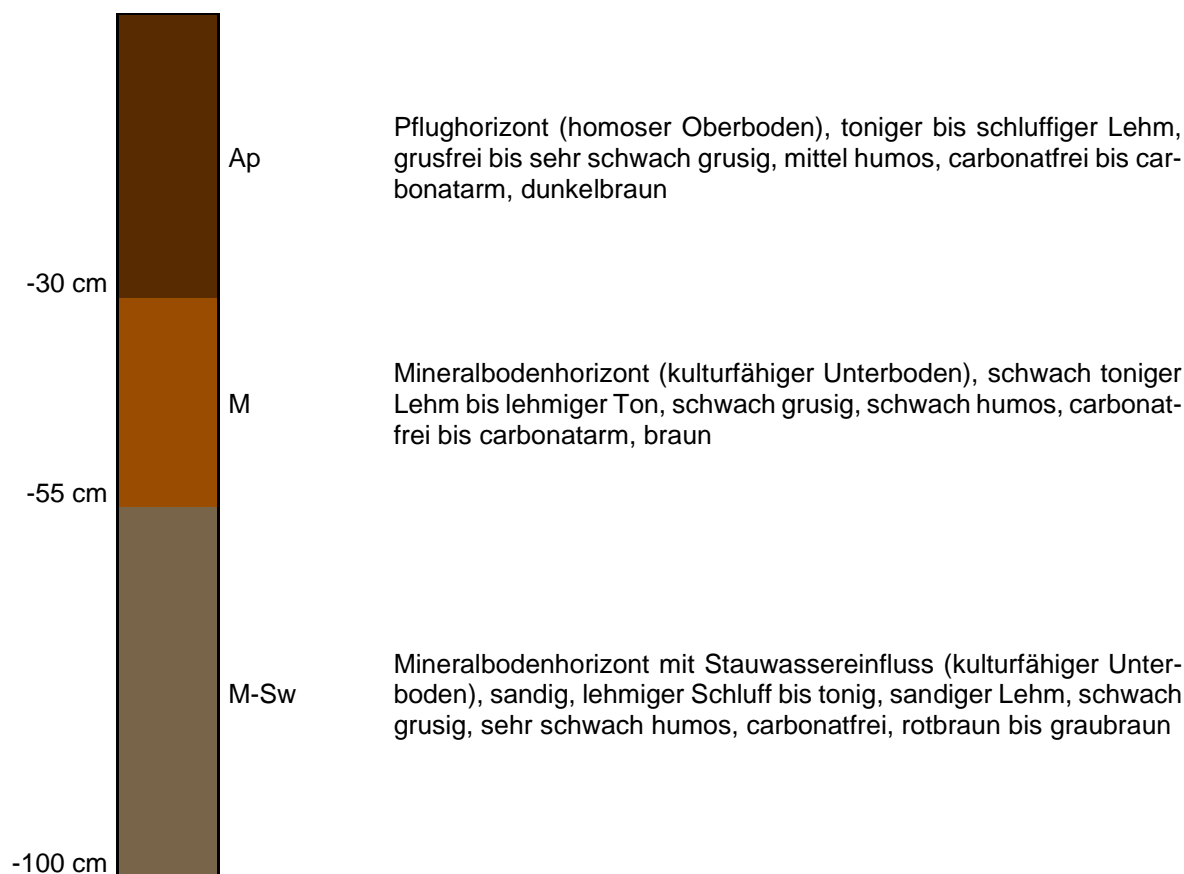 Ap
Pflughorizont (homoser Oberboden), toniger bis schluffiger Lehm,
grusfrei bis sehr schwach grusig, mittel humos, carbonatfrei bis car-
bonatarm, dunkelbraun
-30 cm
M
Mineralbodenhorizont (kulturfähiger Unterboden), schwach toniger
Lehm bis lehmiger Ton, schwach grusig, schwach humos, carbonat-
frei bis carbonatarm, braun
-55 cm
M-Sw
Mineralbodenhorizont mit Stauwassereinfluss (kulturfähiger Unter-
boden), sandig, lehmiger Schluff bis tonig, sandiger Lehm, schwach
grusig, sehr schwach humos, carbonatfrei, rotbraun bis graubraun
-100 cm